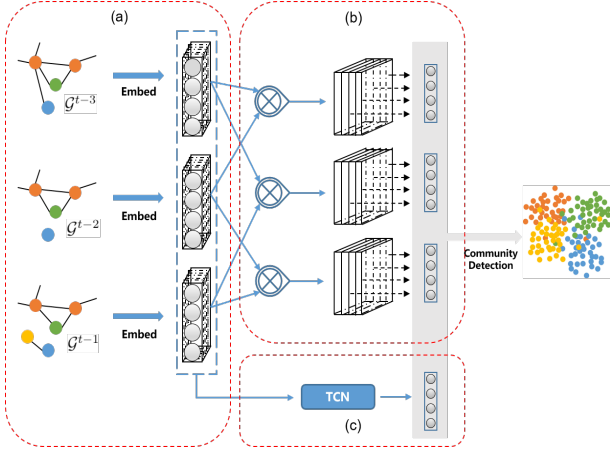 (a)
(b)
𝒢^{t−3}
Embed
𝒢^{t−2}
Embed
Community
Detection
𝒢^{t−1}
Embed
TCN
(c)